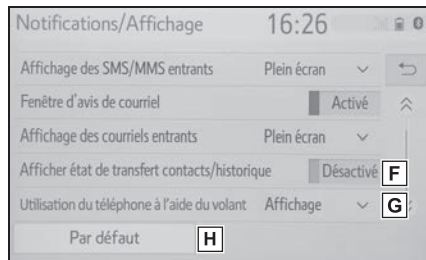 Notifications/Affichage 16:26
Affichage des SMS/MMS entrants Plein écran
Fenêtre d'avis de courriel Activé
Affichage des courriels entrants Plein écran
Afficher état de transfert contacts/historique Désactivé F
Utilisation du téléphone à l'aide du volant Affichage G
Par défaut H